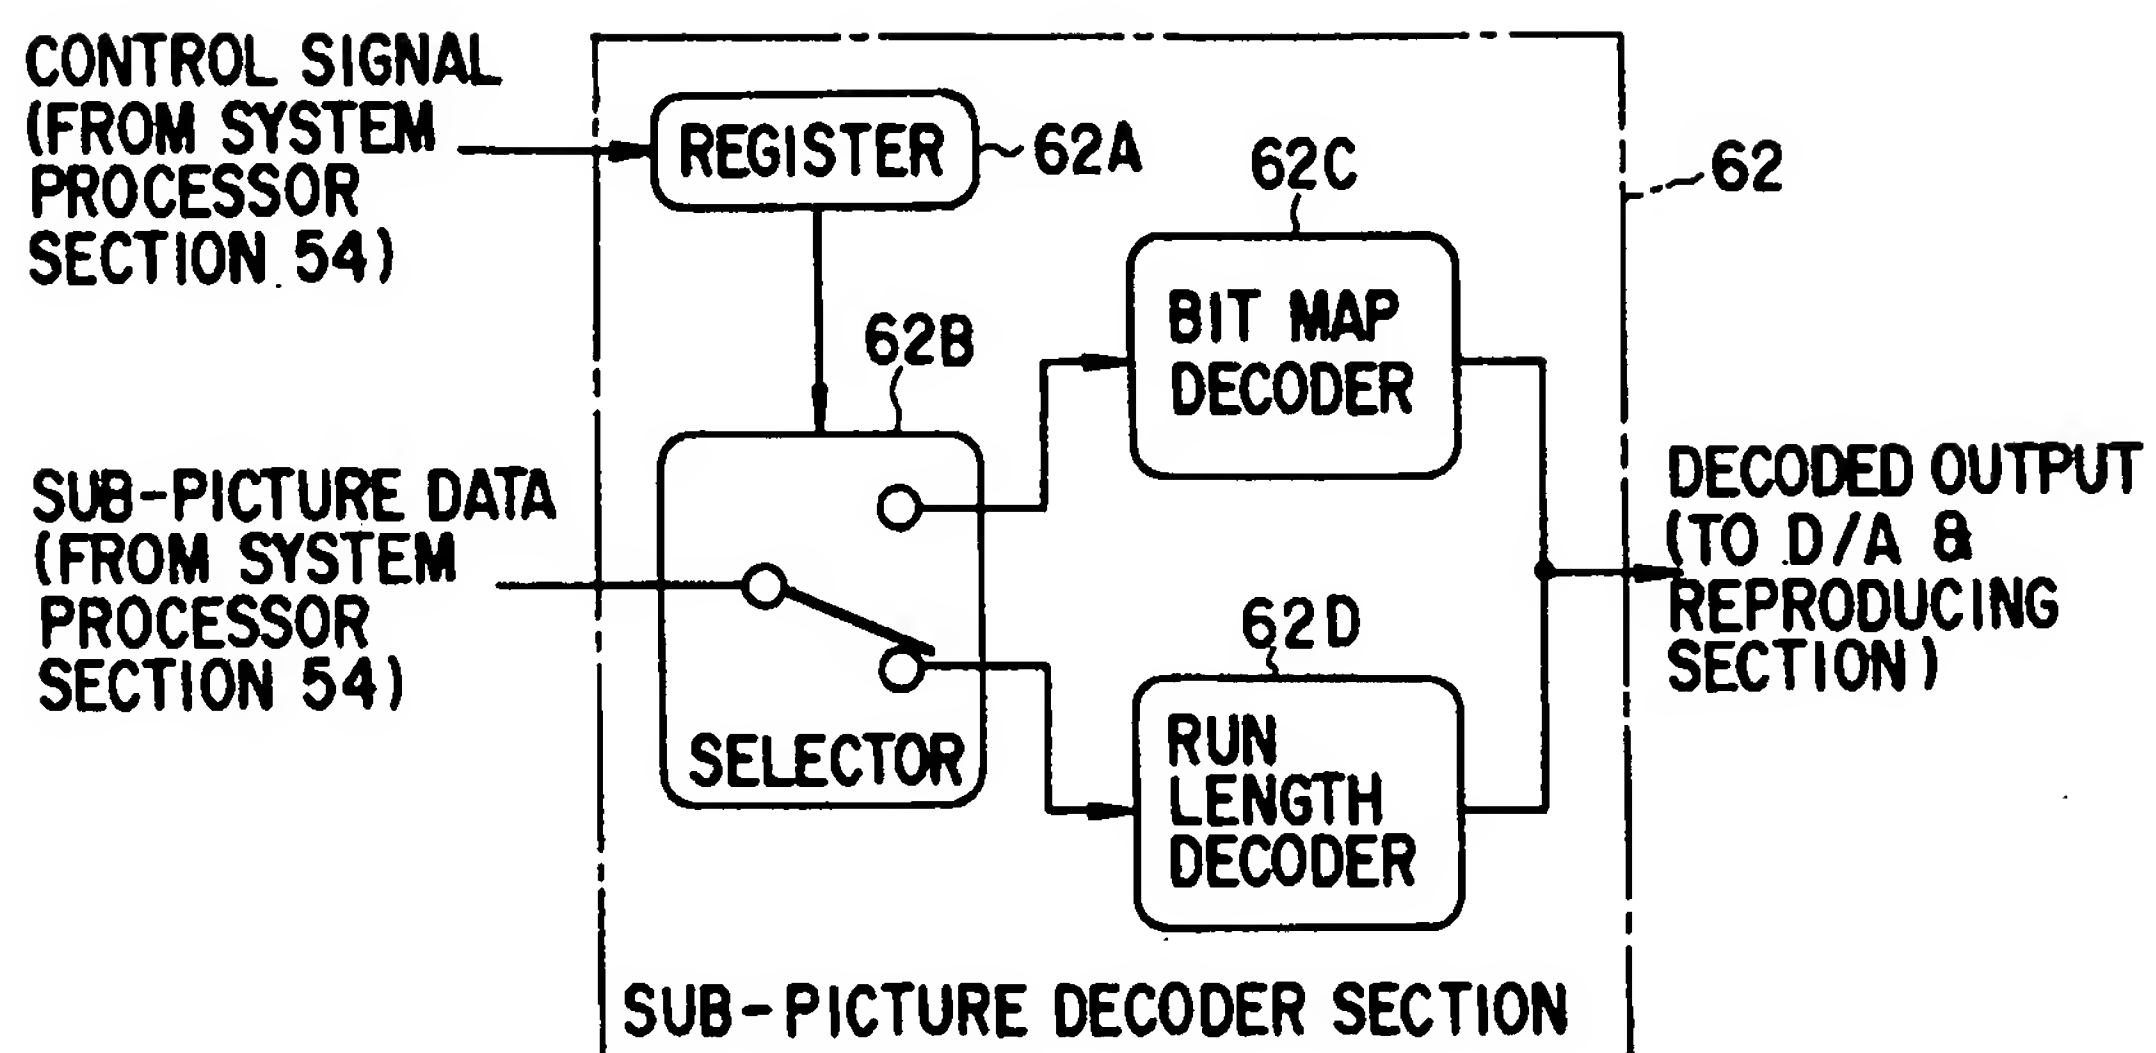 CONTROL SIGNAL
(FROM SYSTEM
PROCESSOR
SECTION 54)
REGISTER
62A
62C
62
BIT MAP
DECODER
62B
SUB-PICTURE DATA
(FROM SYSTEM
PROCESSOR
SECTION 54)
SELECTOR
DECODED OUTPUT
(TO D/A &
REPRODUCING
SECTION)
62D
RUN
LENGTH
DECODER
SUB-PICTURE DECODER SECTION